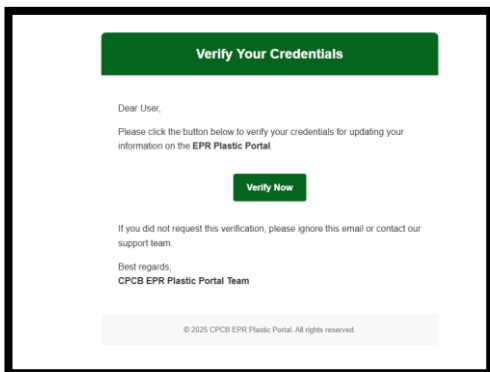 Verify Your Credentials
Dear User,
Please click the button below to verify your credentials for updating your
information on the EPR Plastic Portal.
Verify Now
If you did not request this verification, please ignore this email or contact our
support team.
Best regards,
CPCB EPR Plastic Portal Team
© 2025 CPCB EPR Plastic Portal. All rights reserved.